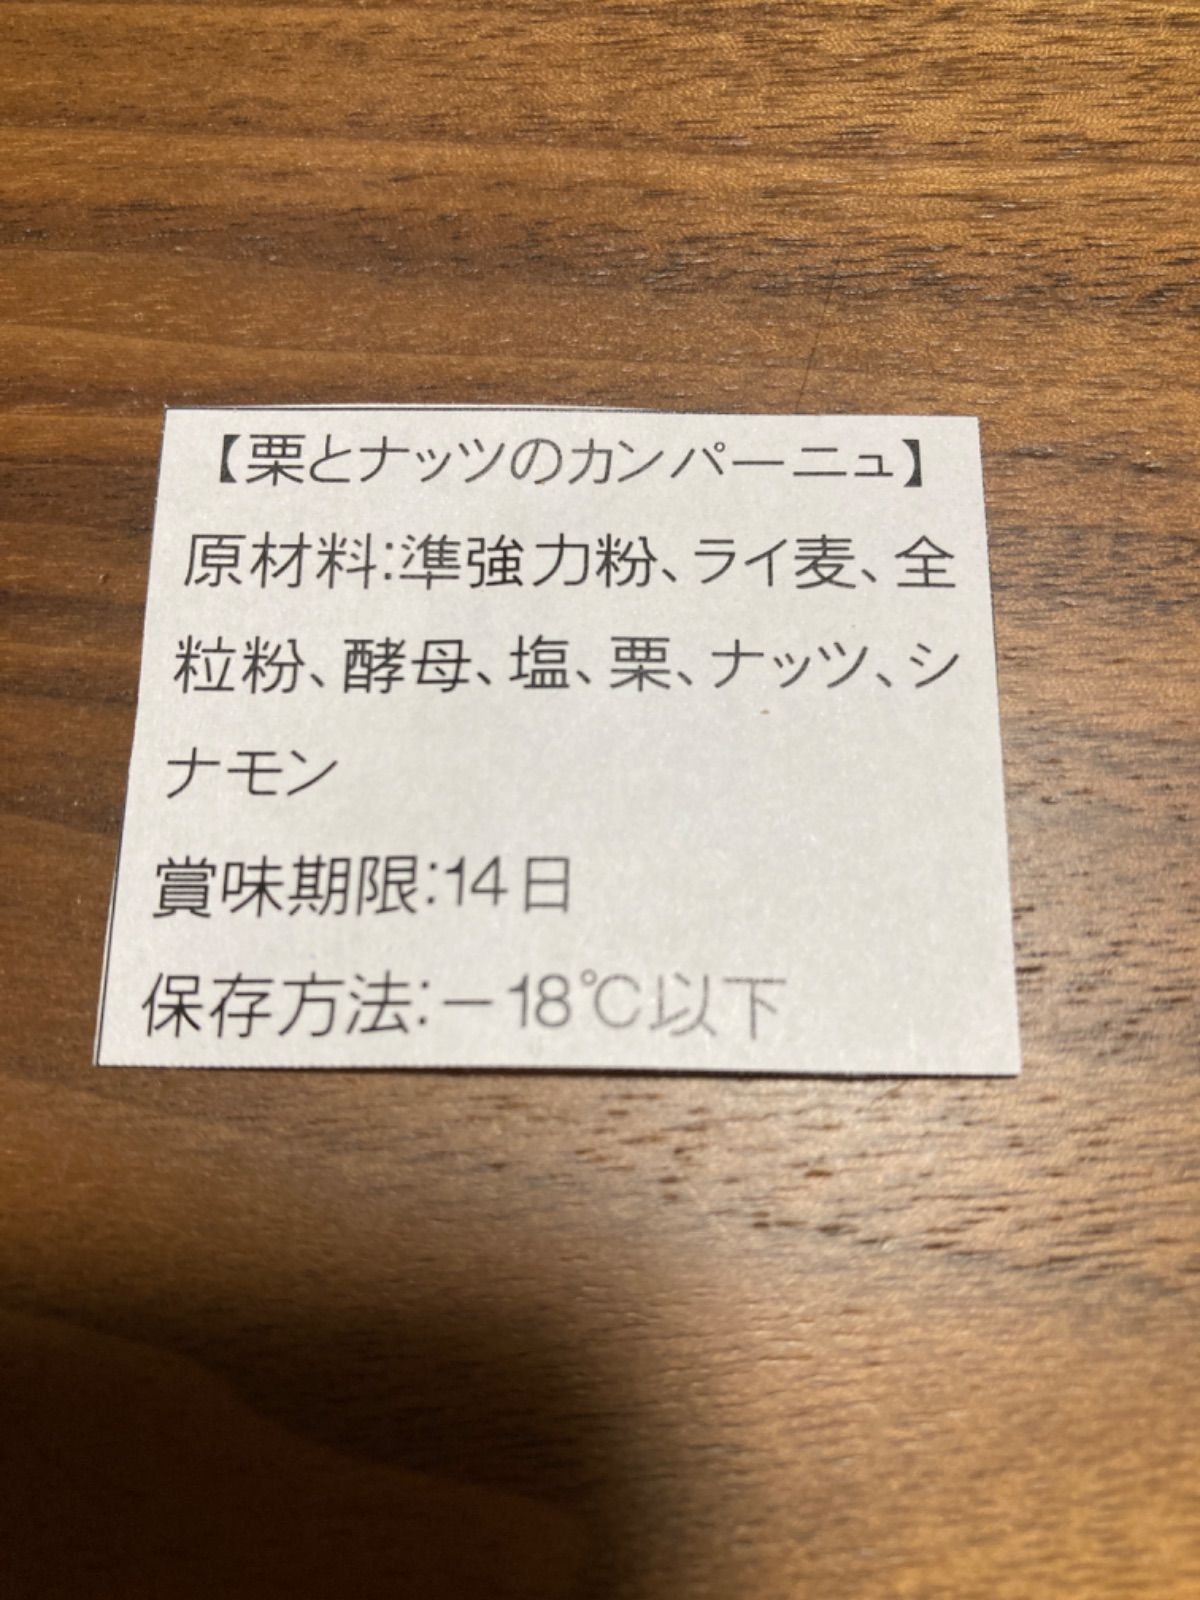 【栗とナッツのカンパーニュ】
原材料:準強力粉、ライ麦、全
粒粉、酵母、塩、栗、ナッツ、シ
ナモン
賞味期限:14日
保存方法:－18℃以下